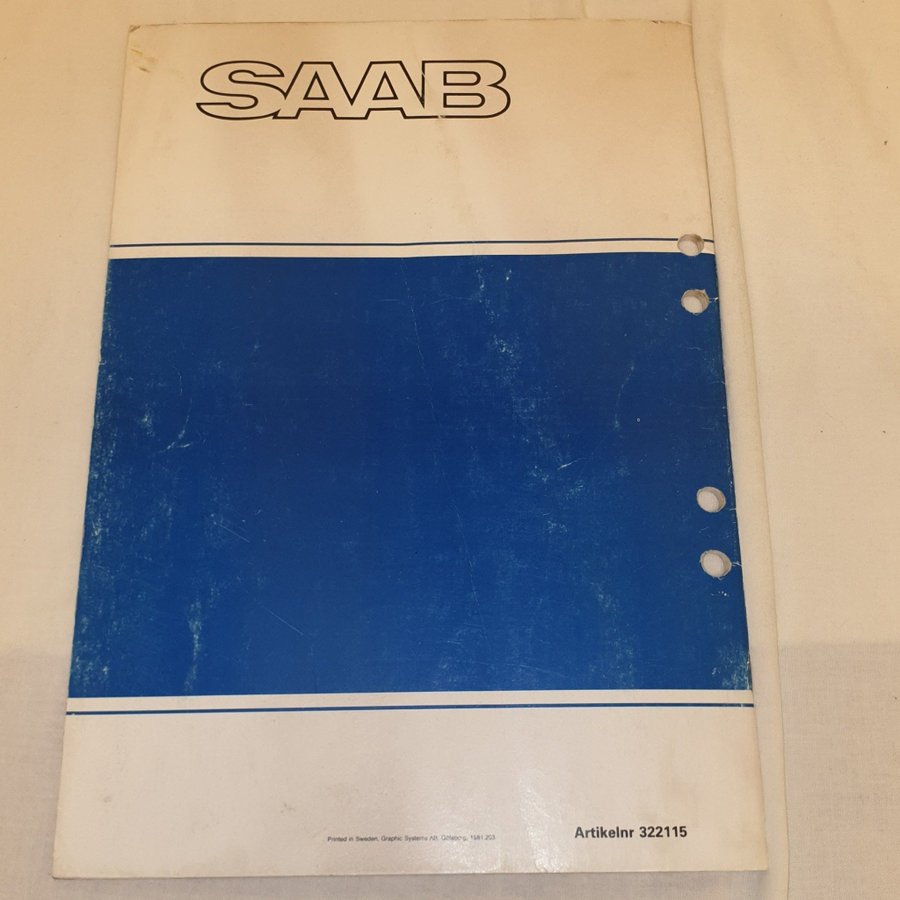 SAAB
Printed in Sweden, Graphic Systems AB, Göteborg, 1981.203
Artikelnr 322115